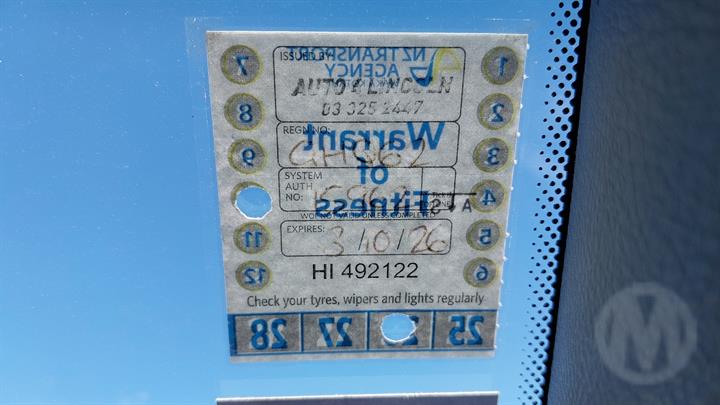 ISSUED BY:
NZ TRANSPORT
AGENCY
AUTO 4 LINCOLN
03 325 2447
REGN NO:
Warrant
of
Fitness
SYSTEM
AUTH
NO:
WOF NOT VALID UNLESS COMPLETED
EXPIRES: 3/10/26
HI 492122
Check your tyres, wipers and lights regularly
7 1
8 2
9 3
4
11 5
12 6
28 27 25
M